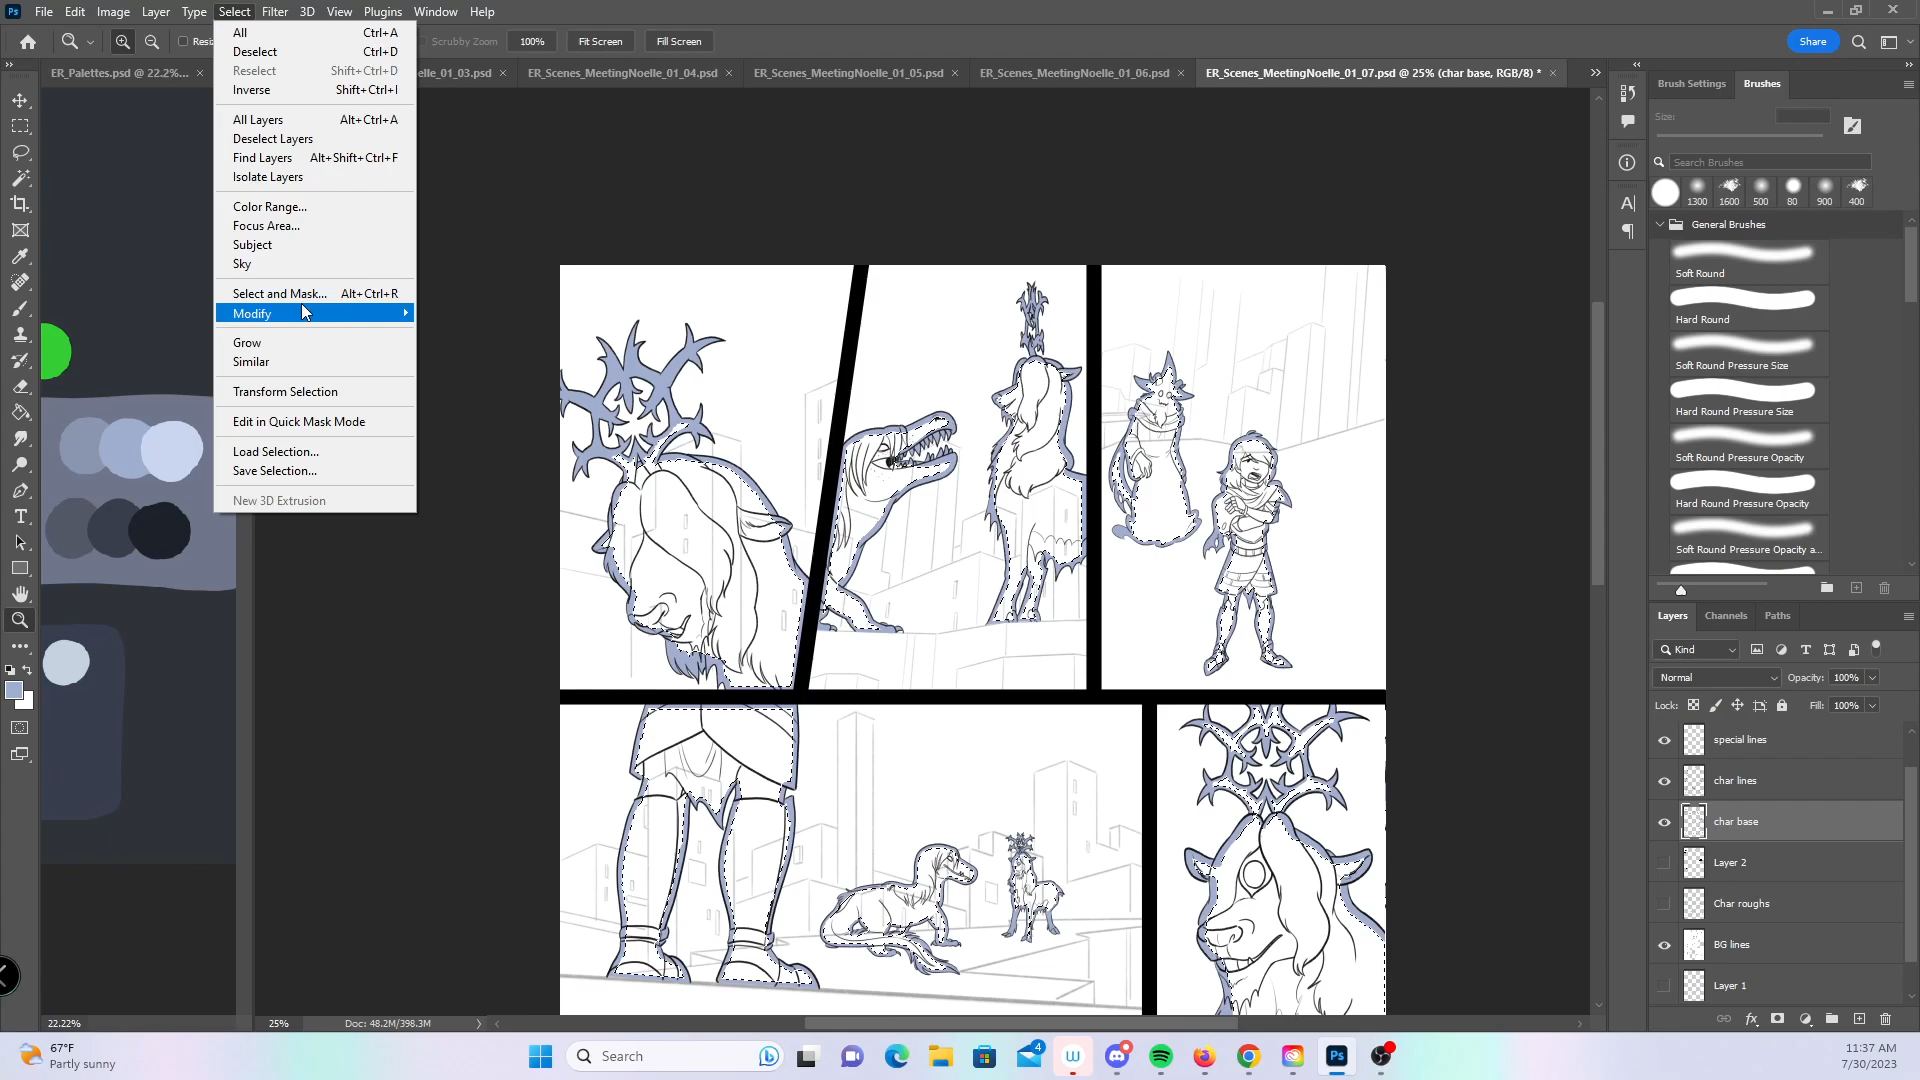 Ps File Edit Image Layer Type Select Filter 3D View Plugins Window Help
Scrubby Zoom 100% Fit Screen Fill Screen Share
ER_Palettes.psd @ 22.2%... × elle_01_03.psd × ER_Scenes_MeetingNoelle_01_04.psd × ER_Scenes_MeetingNoelle_01_05.psd × ER_Scenes_MeetingNoelle_01_06.psd × ER_Scenes_MeetingNoelle_01_07.psd @ 25% (char base, RGB/8) * ×
All Ctrl+A
Deselect Ctrl+D
Reselect Shift+Ctrl+D
Inverse Shift+Ctrl+I
All Layers Alt+Ctrl+A
Deselect Layers
Find Layers Alt+Shift+Ctrl+F
Isolate Layers
Color Range...
Focus Area...
Subject
Sky
Select and Mask... Alt+Ctrl+R
Modify
Grow
Similar
Transform Selection
Edit in Quick Mask Mode
Load Selection...
Save Selection...
New 3D Extrusion
Brush Settings Brushes
Size:
Search Brushes
1300 1600 500 80 900 400
General Brushes
Soft Round
Hard Round
Soft Round Pressure Size
Hard Round Pressure Size
Soft Round Pressure Opacity
Hard Round Pressure Opacity
Soft Round Pressure Opacity a...
Layers Channels Paths
Kind
Normal Opacity: 100%
Lock: Fill: 100%
special lines
char lines
char base
Layer 2
Char roughs
BG lines
Layer 1
22.22% 25% Doc: 48.2M/398.3M
67°F
Partly sunny
Search
4
Ps
11:37 AM
7/30/2023